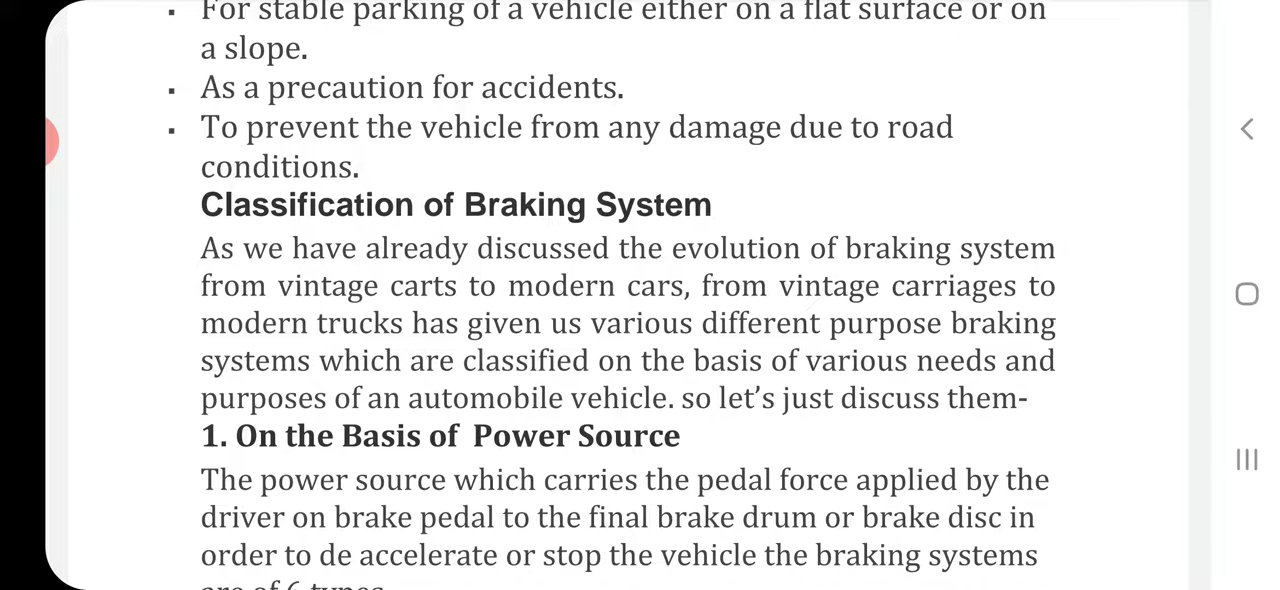 For stable parking of a vehicle either on a flat surface or on
a slope.
As a precaution for accidents.
To prevent the vehicle from any damage due to road
conditions.
Classification of Braking System
As we have already discussed the evolution of braking system
from vintage carts to modern cars, from vintage carriages to
modern trucks has given us various different purpose braking
systems which are classified on the basis of various needs and
purposes of an automobile vehicle. so let's just discuss them-
1. On the Basis of  Power Source
The power source which carries the pedal force applied by the
driver on brake pedal to the final brake drum or brake disc in
order to de accelerate or stop the vehicle the braking systems
are of 6 types